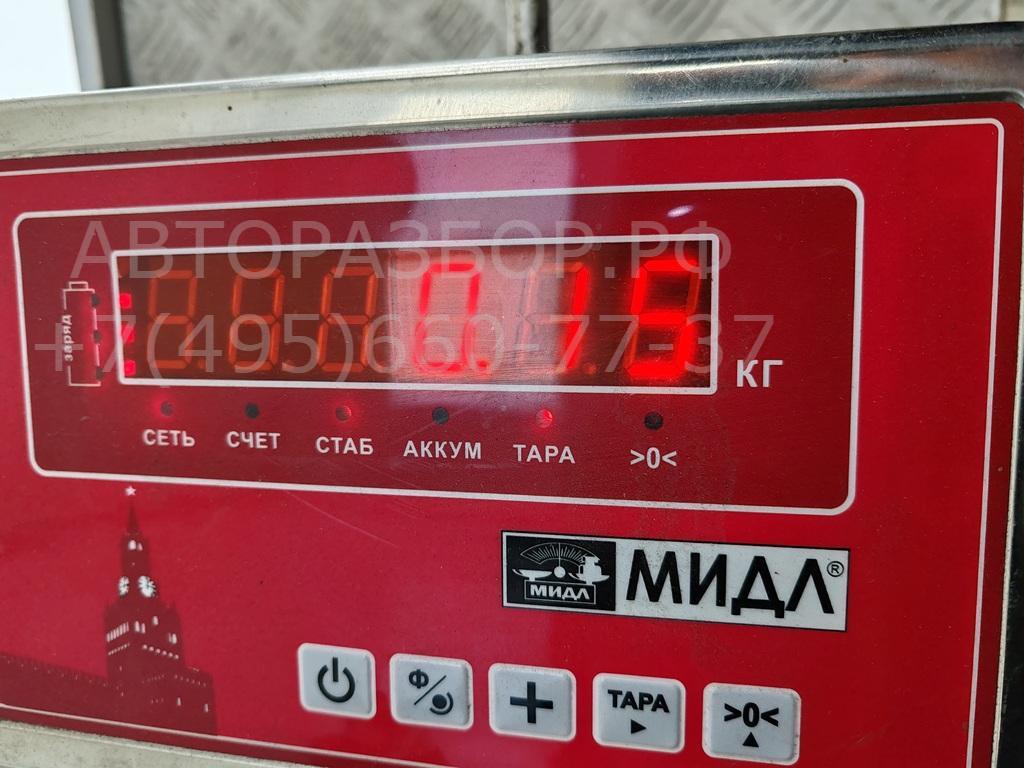 АВТОРАЗБОР.РФ
+7(495)660-77-37
заряд
0.15
КГ
СЕТЬ СЧЕТ СТАБ АККУМ ТАРА >0<
МИДЛ МИДЛ®
Ф
ТАРА >0<